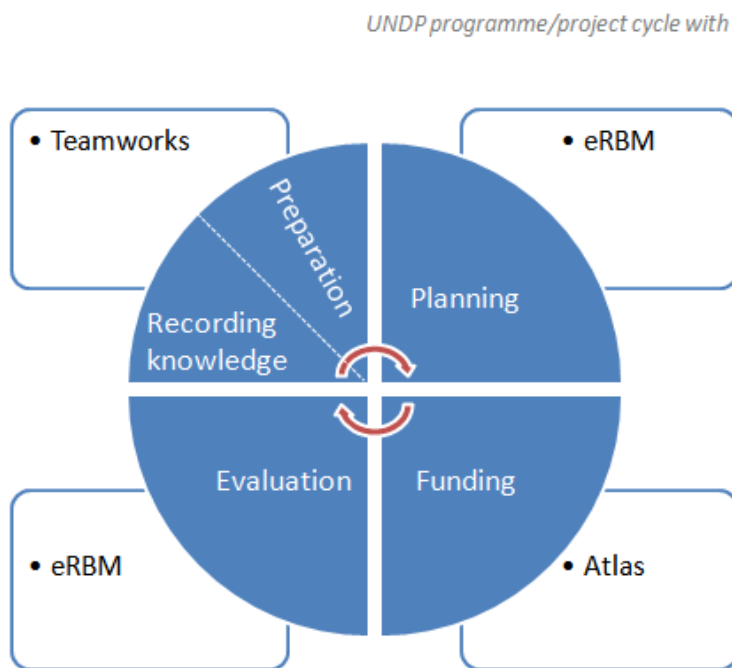 UNDP programme/project cycle with
• Teamworks
• eRBM
Preparation
Planning
Recording
knowledge
Evaluation
Funding
• eRBM
• Atlas